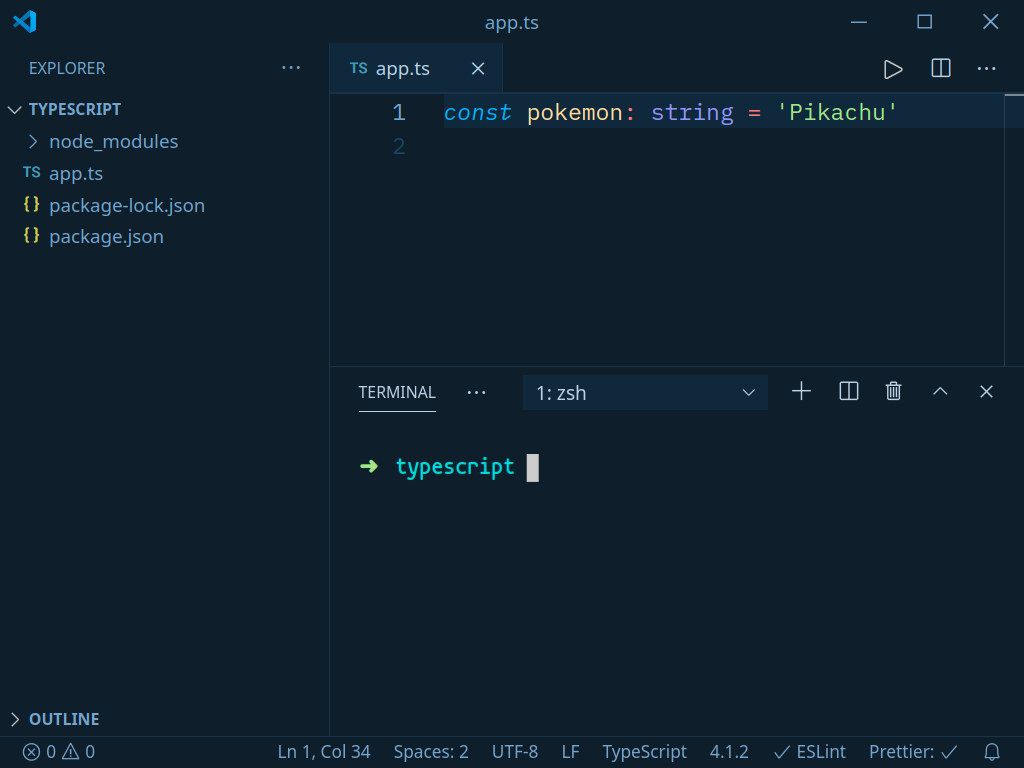 app.ts
EXPLORER ···
TYPESCRIPT
node_modules
TS app.ts
{} package-lock.json
{} package.json
OUTLINE
TS app.ts
1 const pokemon: string = 'Pikachu'
2
TERMINAL ··· 1: zsh
➜ typescript
0 0 Ln 1, Col 34 Spaces: 2 UTF-8 LF TypeScript 4.1.2 ✓ ESLint Prettier: ✓